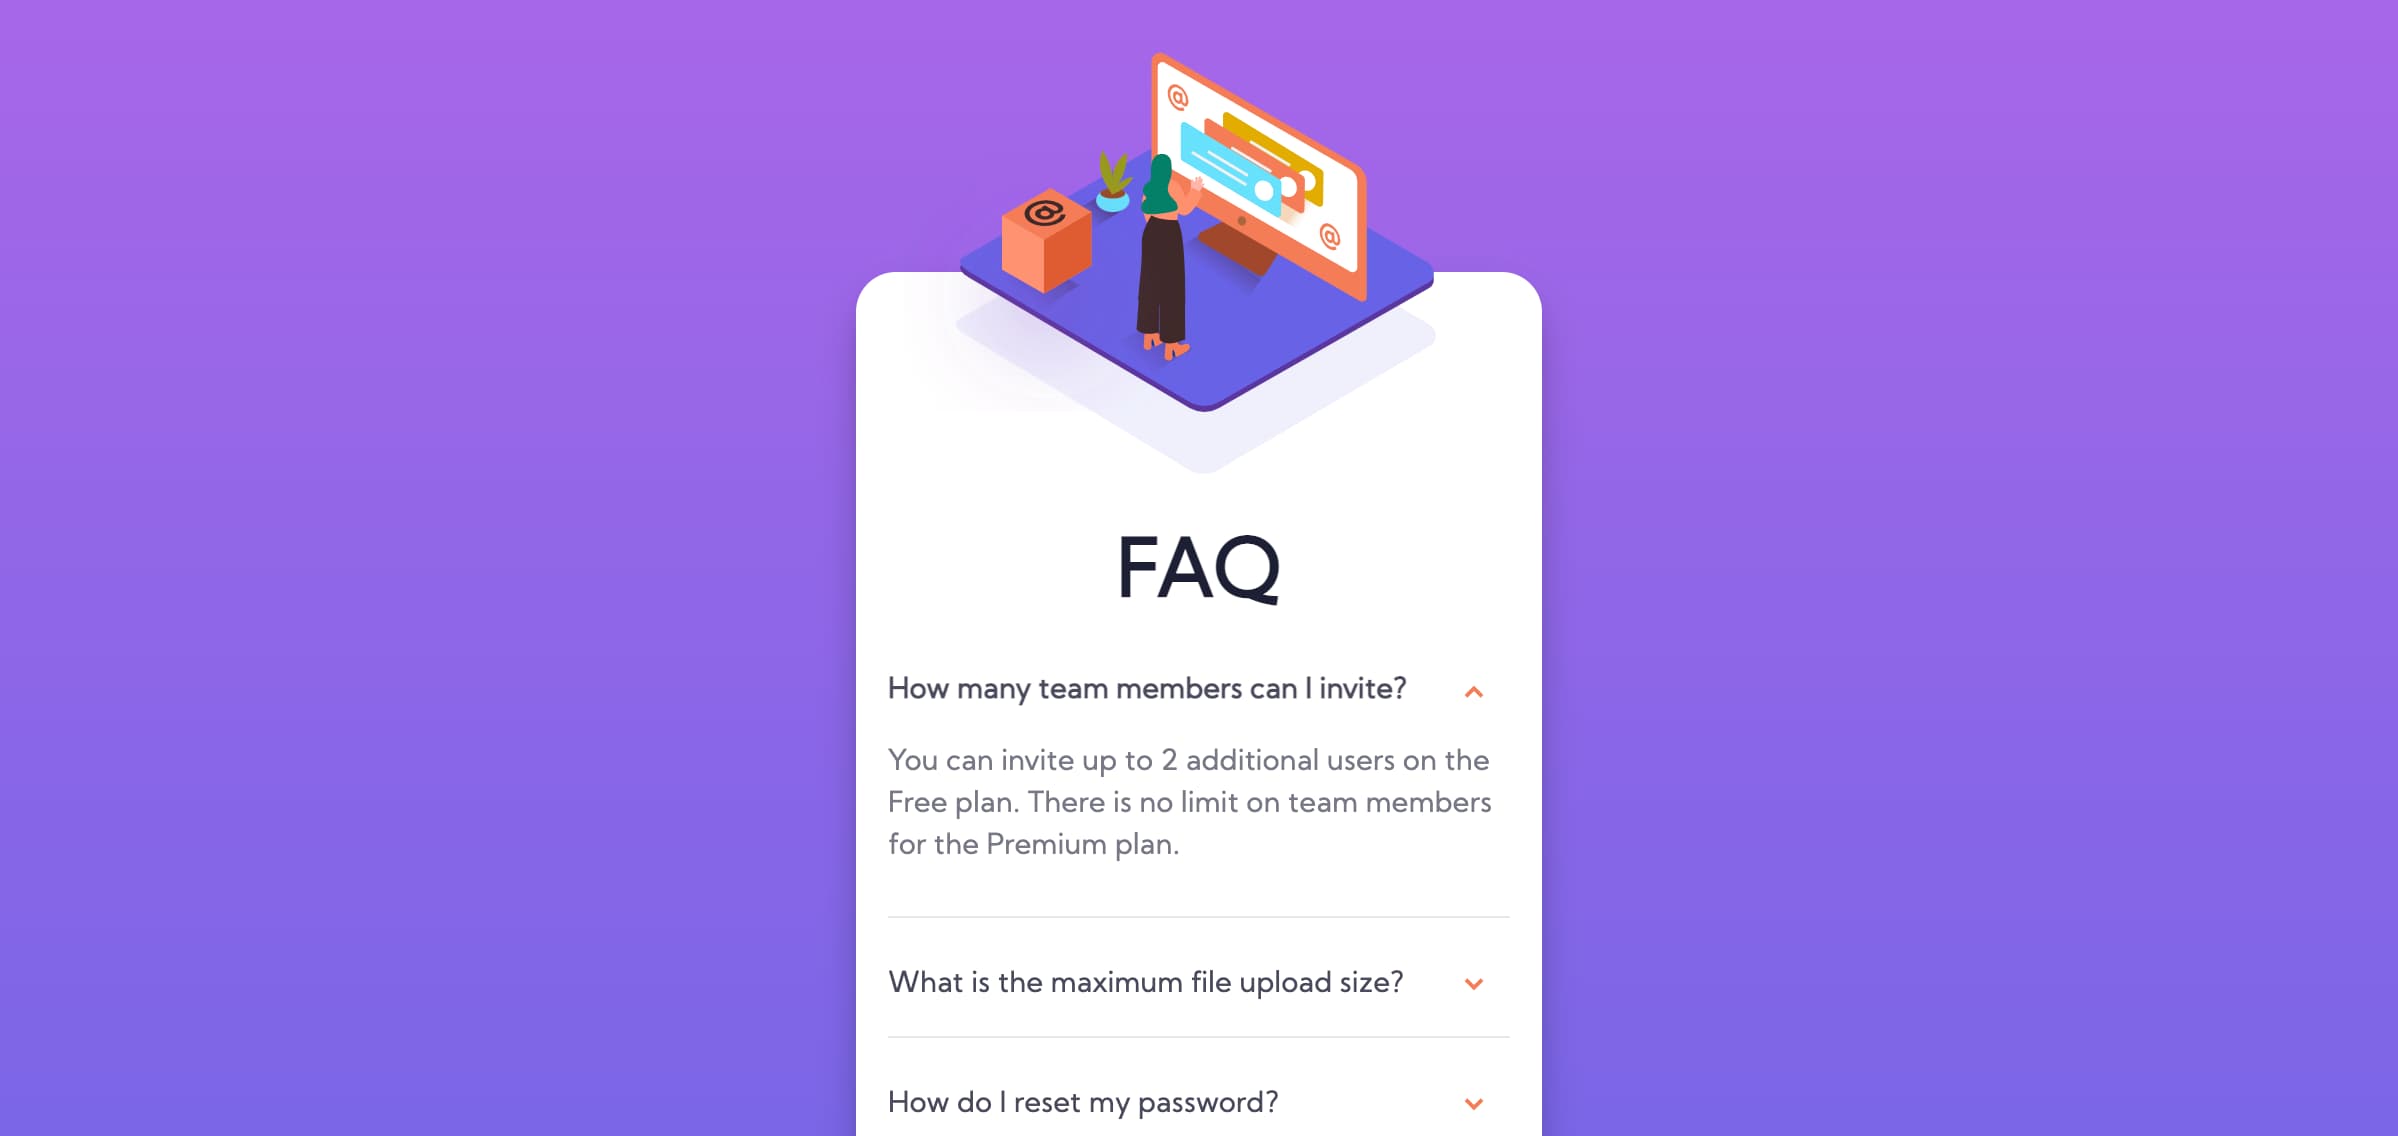 @
@
@
FAQ
How many team members can I invite?
You can invite up to 2 additional users on the
Free plan. There is no limit on team members
for the Premium plan.
What is the maximum file upload size?
How do I reset my password?